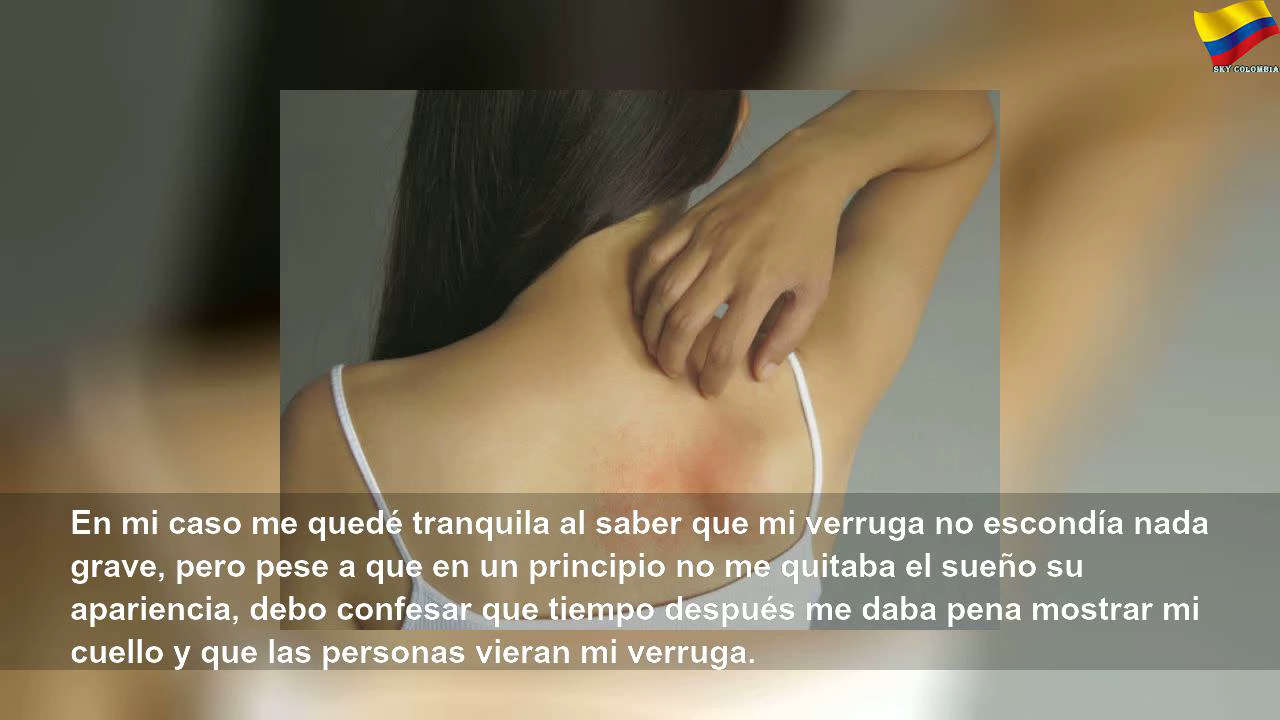 SKY COLOMBIA
En mi caso me quedé tranquila al saber que mi verruga no escondía nada
grave, pero pese a que en un principio no me quitaba el sueño su
apariencia, debo confesar que tiempo después me daba pena mostrar mi
cuello y que las personas vieran mi verruga.